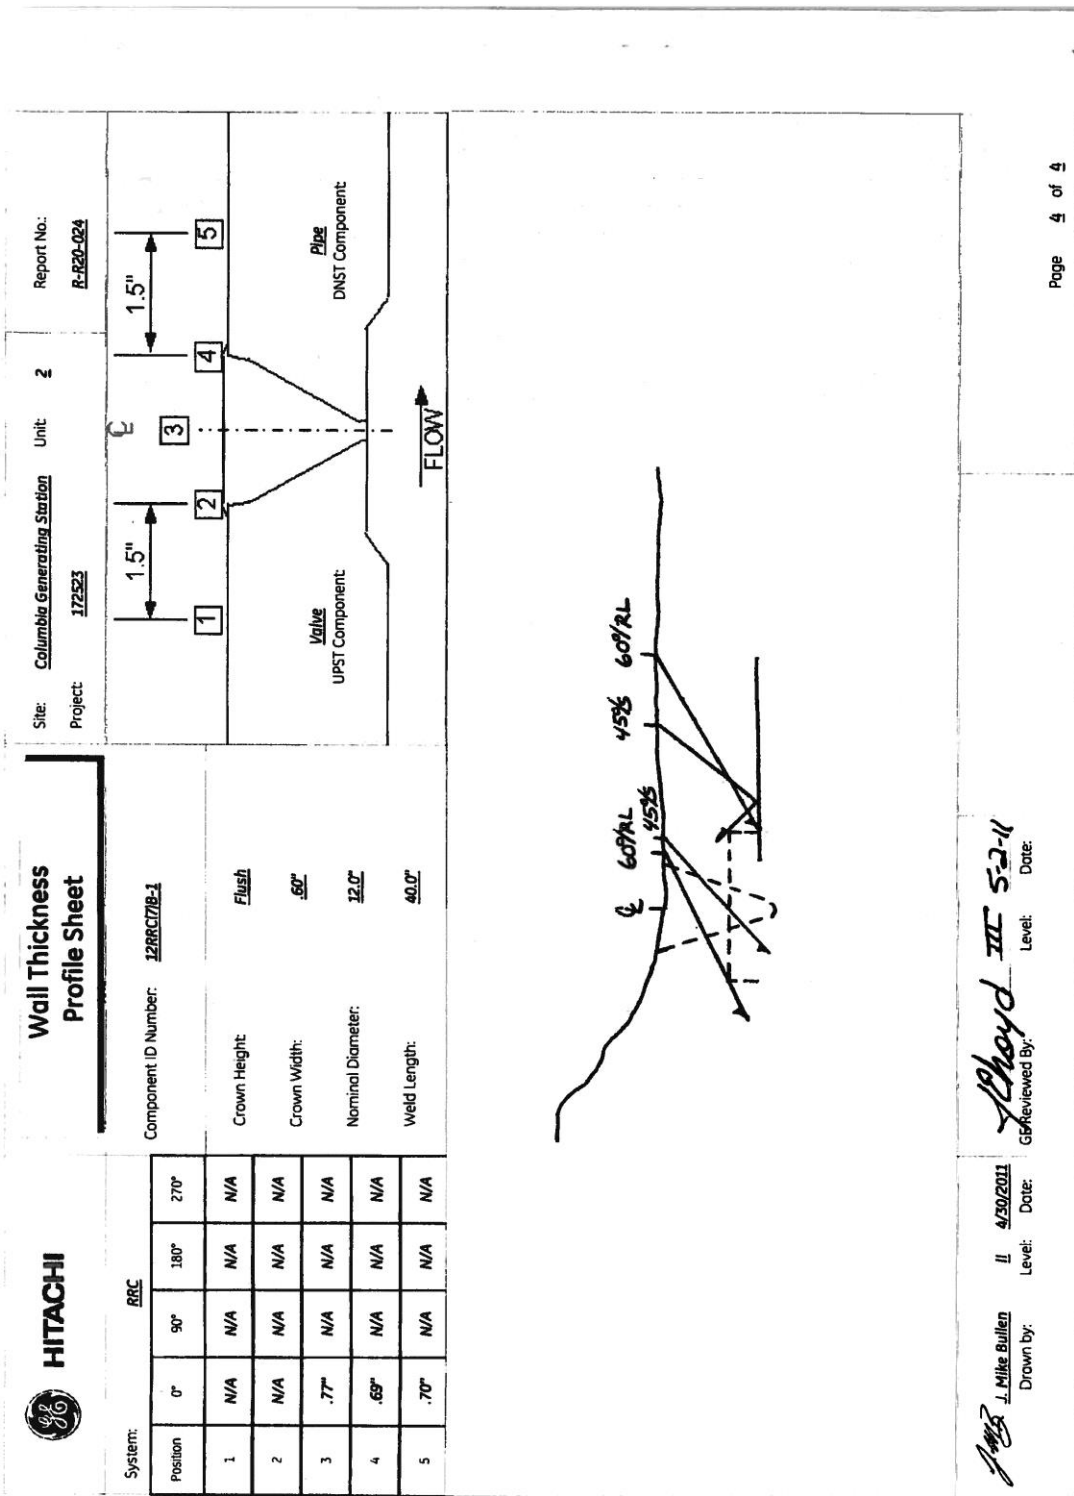 HITACHI
Wall Thickness
Profile Sheet
Site: Columbia Generating Station Unit: 2 Report No.:
Project: 172523 R-R20-024
System: RRC
Component ID Number: 12RRC(7)B-1
Position 0° 90° 180° 270°
1 N/A N/A N/A N/A
2 N/A N/A N/A N/A
3 .77" N/A N/A N/A
4 .69" N/A N/A N/A
5 .70" N/A N/A N/A
Crown Height: Flush
Crown Width: .60"
Nominal Diameter: 12.0"
Weld Length: 40.0"
1.5" 1.5"
1 2 3 4 5
Valve
UPST Component:
Pipe
DNST Component:
FLOW
60°/RL 45°/S 45°/S 60°/RL
J. Mike Bullen II 4/30/2011 III 5-2-11
Drawn by: Level: Date: GE Reviewed By: Level: Date:
Page 4 of 4